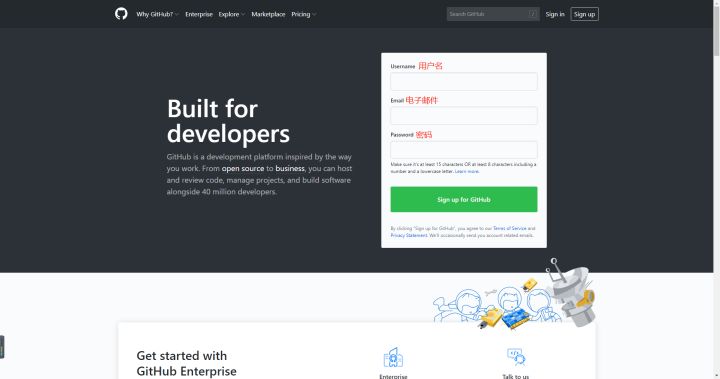 Why GitHub? Enterprise Explore Marketplace Pricing Search GitHub / Sign in Sign up
Built for
developers
GitHub is a development platform inspired by the way
you work. From open source to business, you can host
and review code, manage projects, and build software
alongside 40 million developers.
Username 用户名
Email 电子邮件
Password 密码
Make sure it's at least 15 characters OR at least 8 characters including a
number and a lowercase letter. Learn more.
Sign up for GitHub
By clicking "Sign up for GitHub", you agree to our Terms of Service and
Privacy Statement. We'll occasionally send you account related emails.
Get started with
GitHub Enterprise
Enterprise
Talk to us